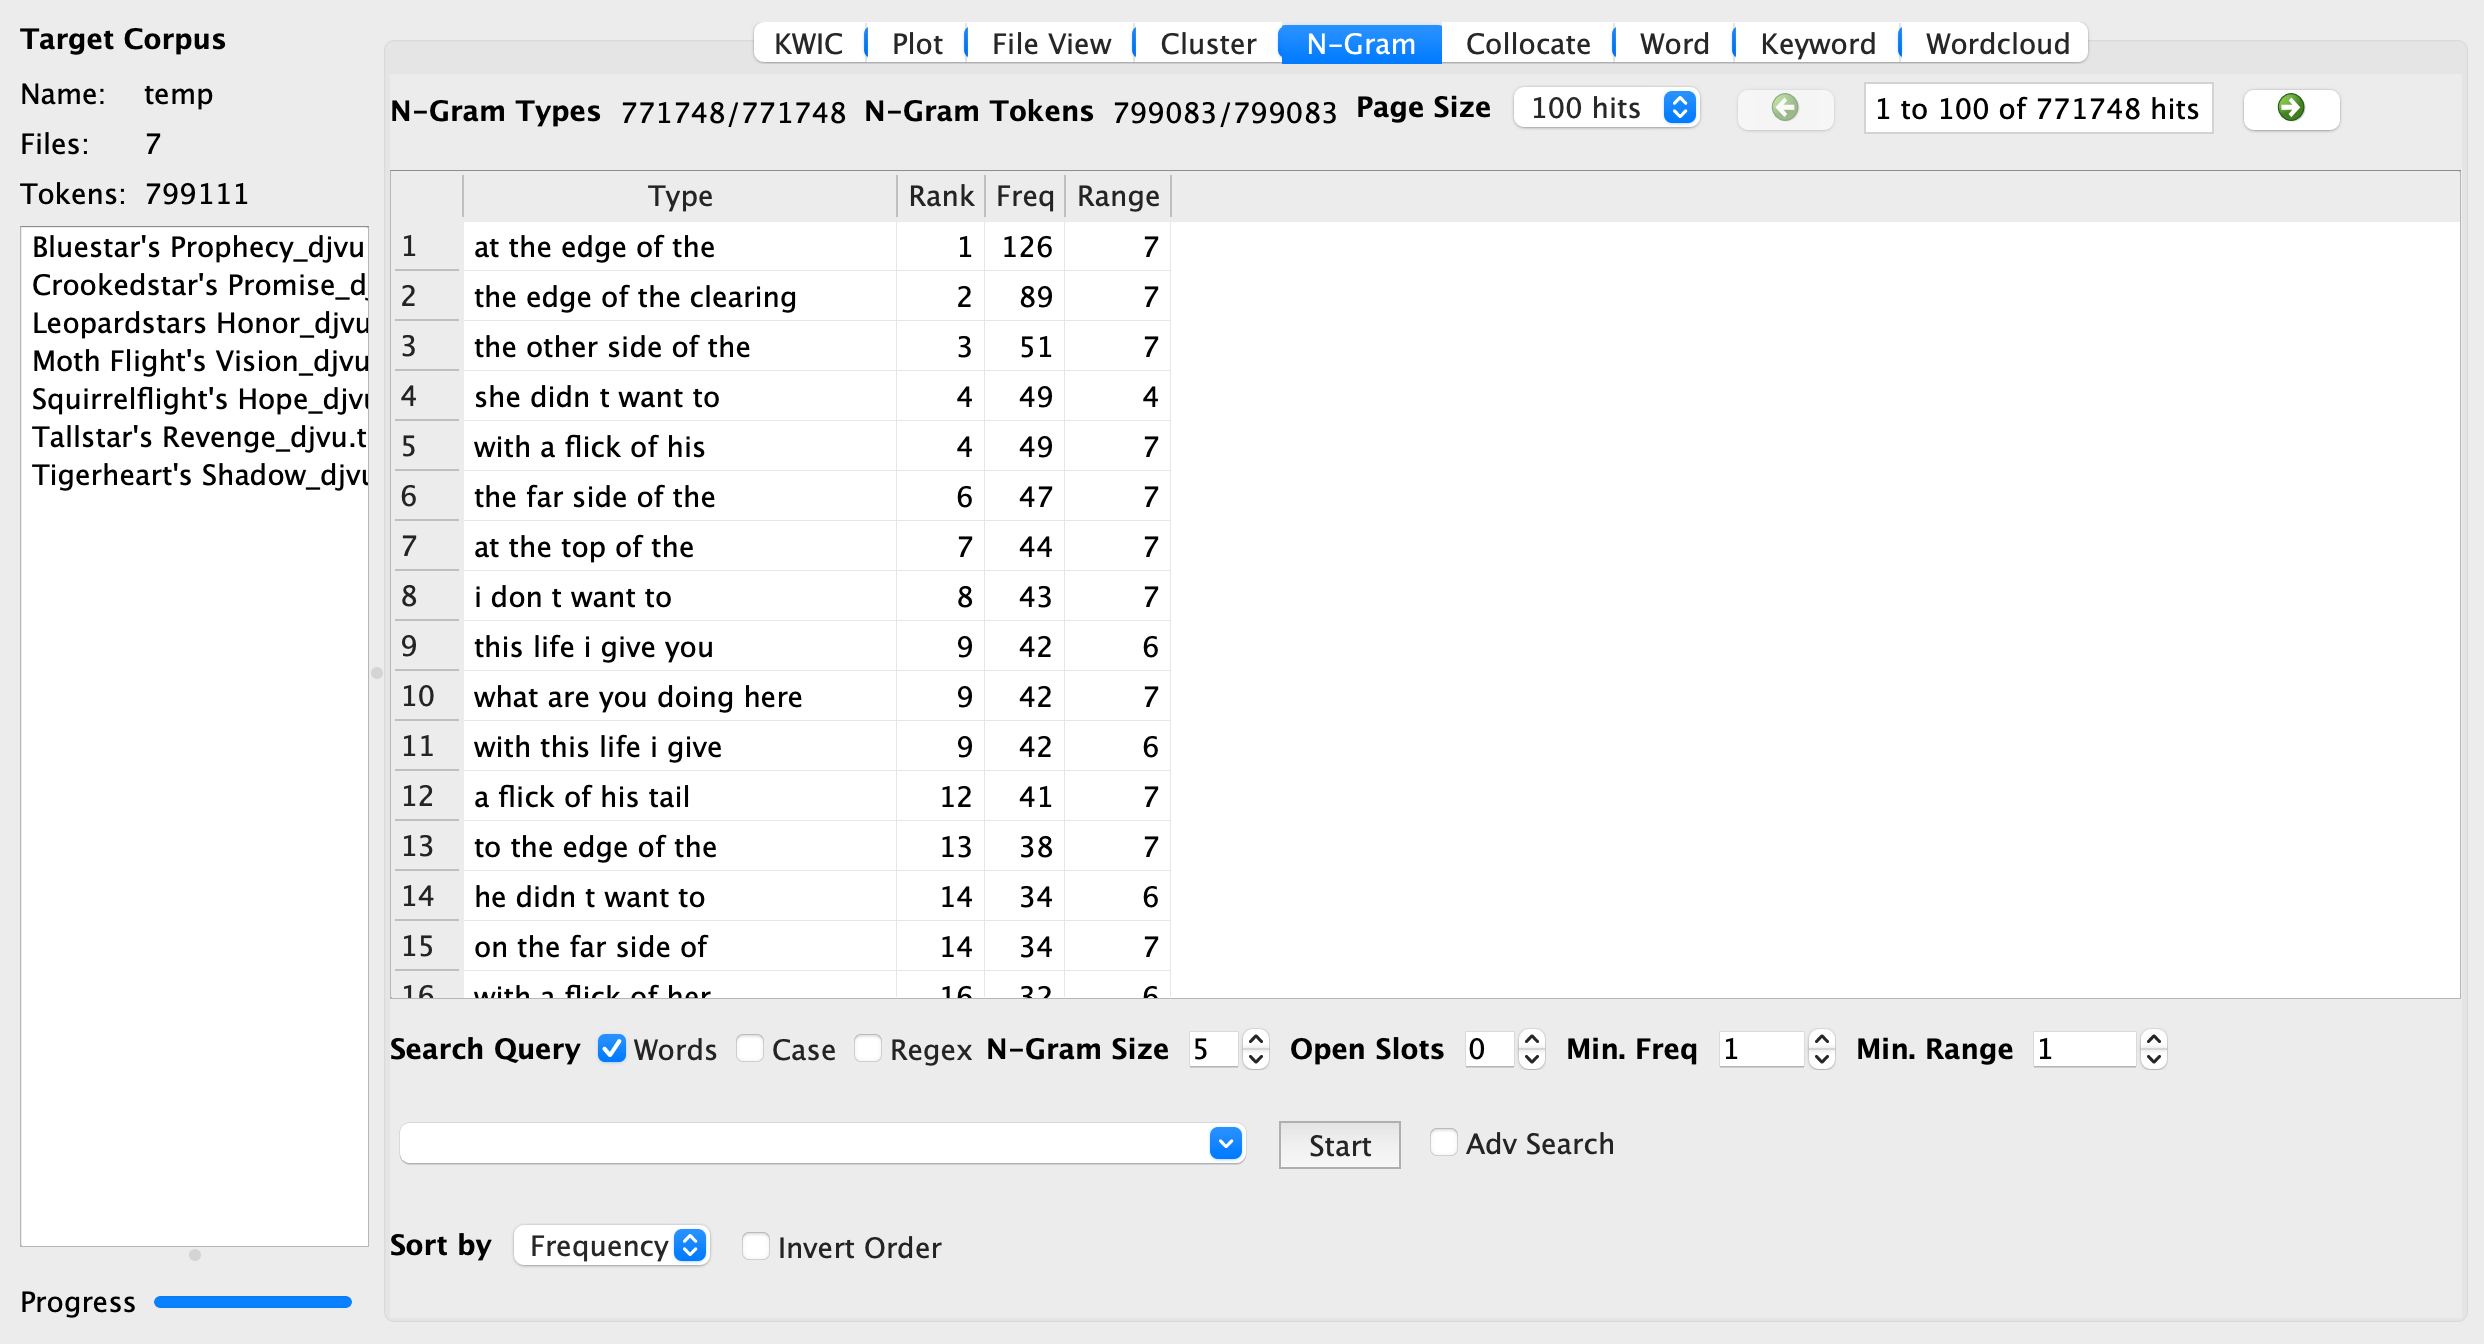 Target Corpus
Name: temp
Files: 7
Tokens: 799111
Bluestar's Prophecy_djvu
Crookedstar's Promise_d
Leopardstars Honor_djvu
Moth Flight's Vision_djvu
Squirrelflight's Hope_djvu
Tallstar's Revenge_djvu.t
Tigerheart's Shadow_djvu
Progress
KWIC Plot File View Cluster N-Gram Collocate Word Keyword Wordcloud
N-Gram Types 771748/771748 N-Gram Tokens 799083/799083 Page Size 100 hits 1 to 100 of 771748 hits
Type Rank Freq Range
1 at the edge of the 1 126 7
2 the edge of the clearing 2 89 7
3 the other side of the 3 51 7
4 she didn t want to 4 49 4
5 with a flick of his 4 49 7
6 the far side of the 6 47 7
7 at the top of the 7 44 7
8 i don t want to 8 43 7
9 this life i give you 9 42 6
10 what are you doing here 9 42 7
11 with this life i give 9 42 6
12 a flick of his tail 12 41 7
13 to the edge of the 13 38 7
14 he didn t want to 14 34 6
15 on the far side of 14 34 7
16 with a flick of her 16 32 6
Search Query Words Case Regex N-Gram Size 5 Open Slots 0 Min. Freq 1 Min. Range 1
Start Adv Search
Sort by Frequency Invert Order